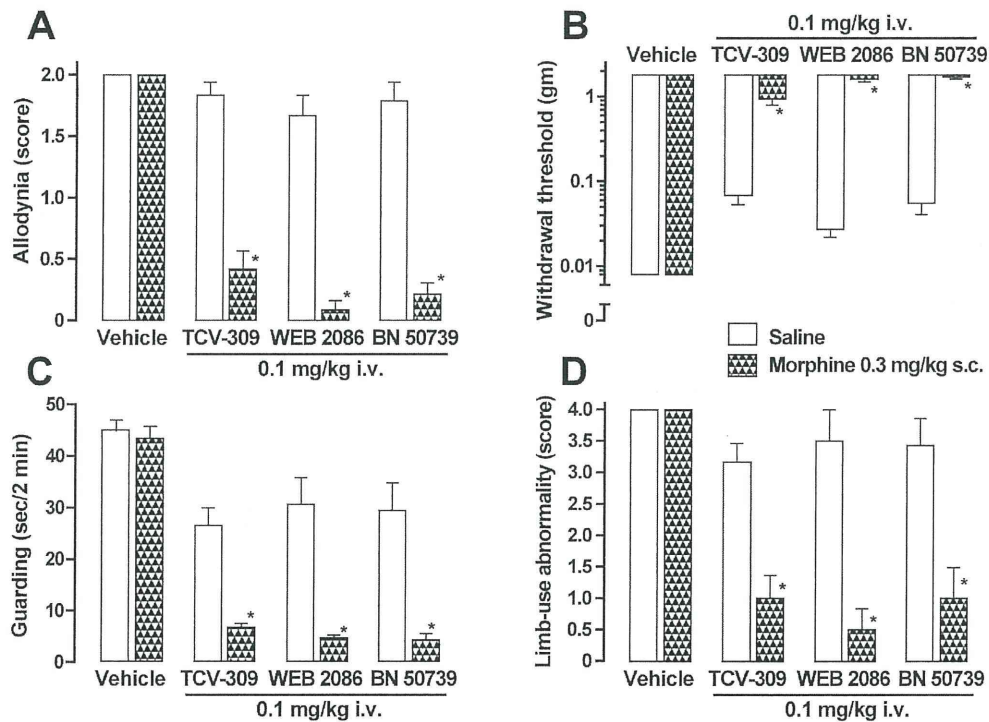 A
Allodynia (score)
2.0
1.5
1.0
0.5
0
Vehicle TCV-309 WEB 2086 BN 50739
0.1 mg/kg i.v.
* * *
B
0.1 mg/kg i.v.
Vehicle TCV-309 WEB 2086 BN 50739
Withdrawal threshold (gm)
1
0.1
0.01
0
* * *
Saline
Morphine 0.3 mg/kg s.c.
C
Guarding (sec/2 min)
50
40
30
20
10
0
* * *
Vehicle TCV-309 WEB 2086 BN 50739
0.1 mg/kg i.v.
D
Limb-use abnormality (score)
4.0
3.5
3.0
2.5
2.0
1.5
1.0
0.5
0
* * *
Vehicle TCV-309 WEB 2086 BN 50739
0.1 mg/kg i.v.